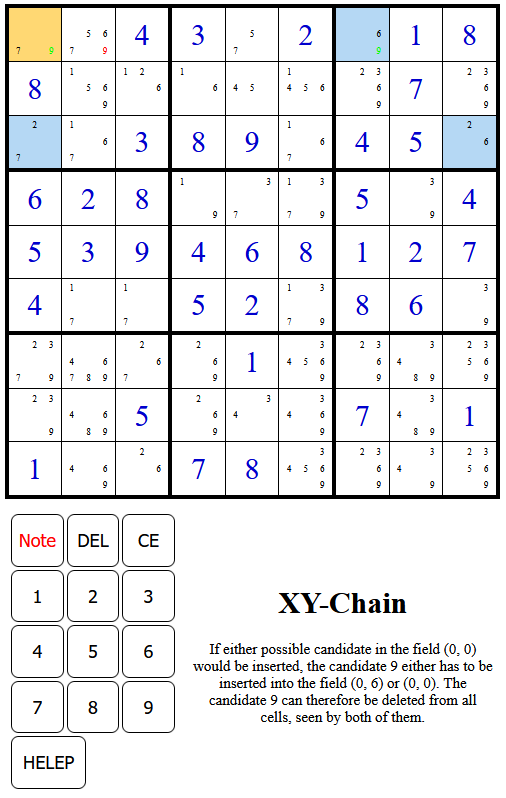 5 6 4 3 5 2 6 1 8
7 9 7 9 7 9
1 1 2 1 1 2 3 2 3
8 5 6 6 6 4 5 4 5 6 6 7 6
9 9 9
2 1 1 2
6 3 8 9 6 4 5 6
7 7 7
1 3 1 3 3
6 2 8 5 4
9 7 7 9 9
5 3 9 4 6 8 1 2 7
1 1 1 3 3
4 5 2 8 6
7 7 7 9 9
2 3 2 2 3 2 3 3 2 3
4 6 6 6 1 4 5 6 6 4 5 6
7 9 7 8 9 7 9 9 9 8 9 9
2 3 2 3 3 3
4 6 5 6 4 4 6 7 4 1
9 8 9 9 9 8 9
2 3 2 3 3 2 3
1 4 6 6 7 8 4 5 6 6 4 5 6
9 9 9 9 9
Note DEL CE
1 2 3
4 5 6
7 8 9
HELEP
XY-Chain
If either possible candidate in the field (0, 0)
would be inserted, the candidate 9 either has to be
inserted into the field (0, 6) or (0, 0). The
candidate 9 can therefore be deleted from all
cells, seen by both of them.